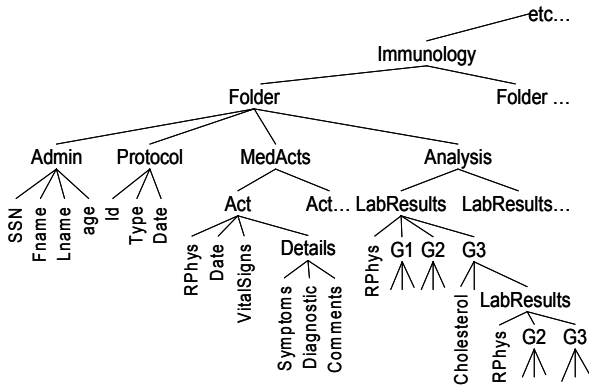 etc...
Immunology
Folder Folder ...
Admin Protocol MedActs Analysis
SSN Fname Lname age Id Type Date Act Act... LabResults LabResults...
RPhys Date VitalSigns Details RPhys G1 G2 G3
Symptoms Diagnostic Comments Cholesterol LabResults
RPhys G2 G3